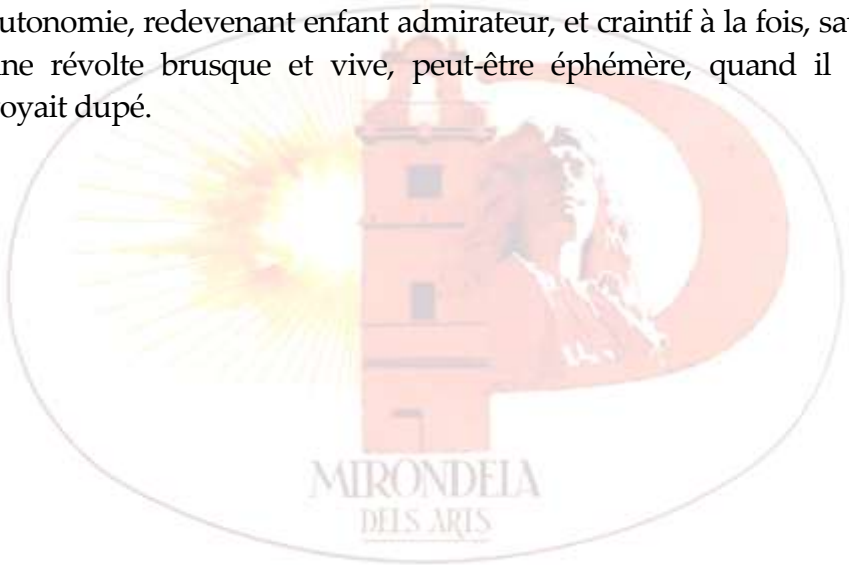 utonomie, redevenant enfant admirateur, et craintif à la fois, sa
ne révolte brusque et vive, peut-être éphémère, quand il
oyait dupé.
MIRONDELA
DELS ARTS